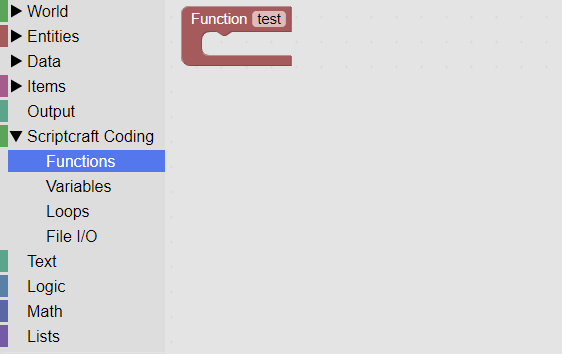 World
Entities
Data
Items
Output
Scriptcraft Coding
Functions
Variables
Loops
File I/O
Text
Logic
Math
Lists
Function test